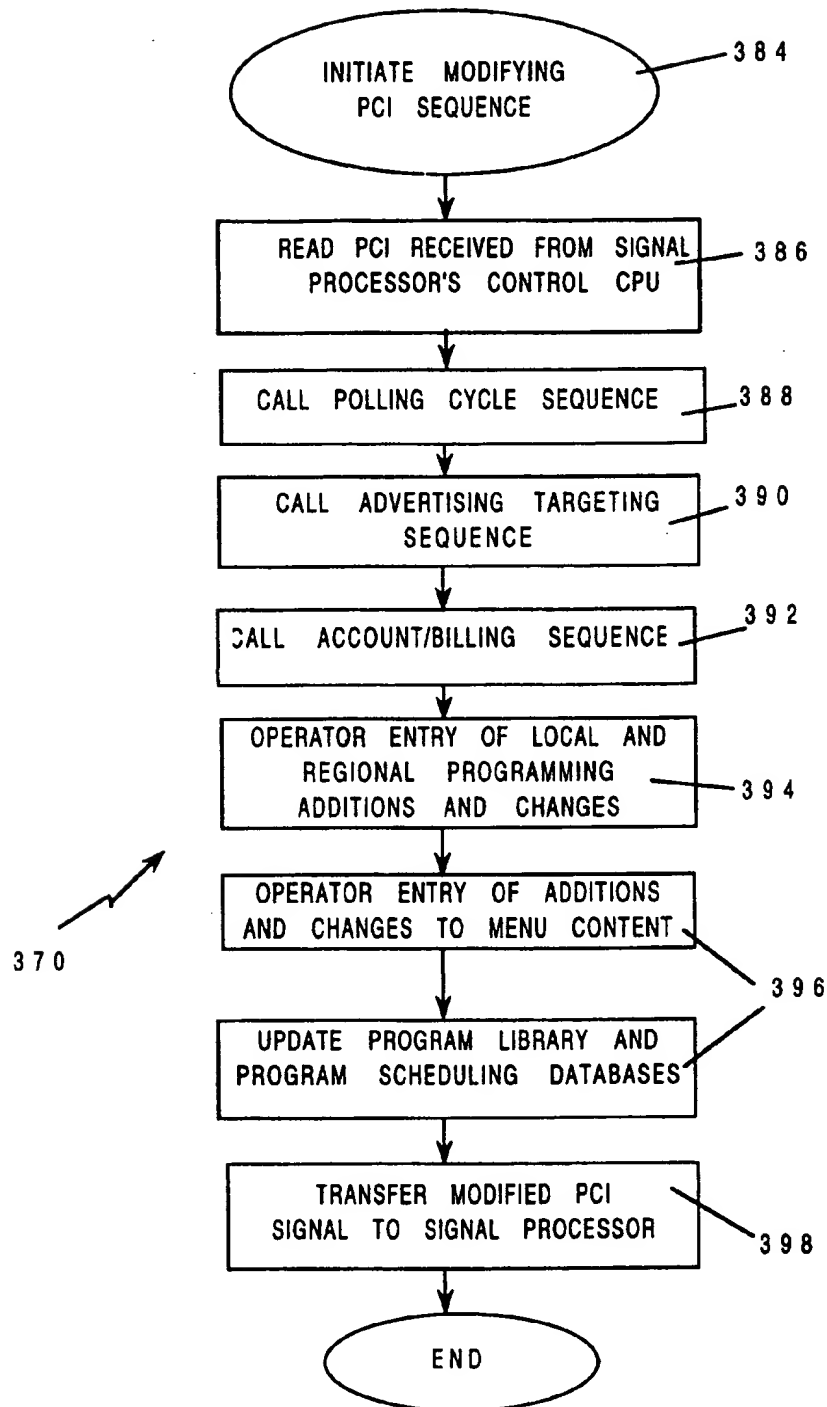 INITIATE MODIFYING
PCI SEQUENCE
384
READ PCI RECEIVED FROM SIGNAL
PROCESSOR'S CONTROL CPU
386
CALL POLLING CYCLE SEQUENCE
388
CALL ADVERTISING TARGETING
SEQUENCE
390
CALL ACCOUNT/BILLING SEQUENCE
392
OPERATOR ENTRY OF LOCAL AND
REGIONAL PROGRAMMING
ADDITIONS AND CHANGES
394
370
OPERATOR ENTRY OF ADDITIONS
AND CHANGES TO MENU CONTENT
396
UPDATE PROGRAM LIBRARY AND
PROGRAM SCHEDULING DATABASES
TRANSFER MODIFIED PCI
SIGNAL TO SIGNAL PROCESSOR
398
END